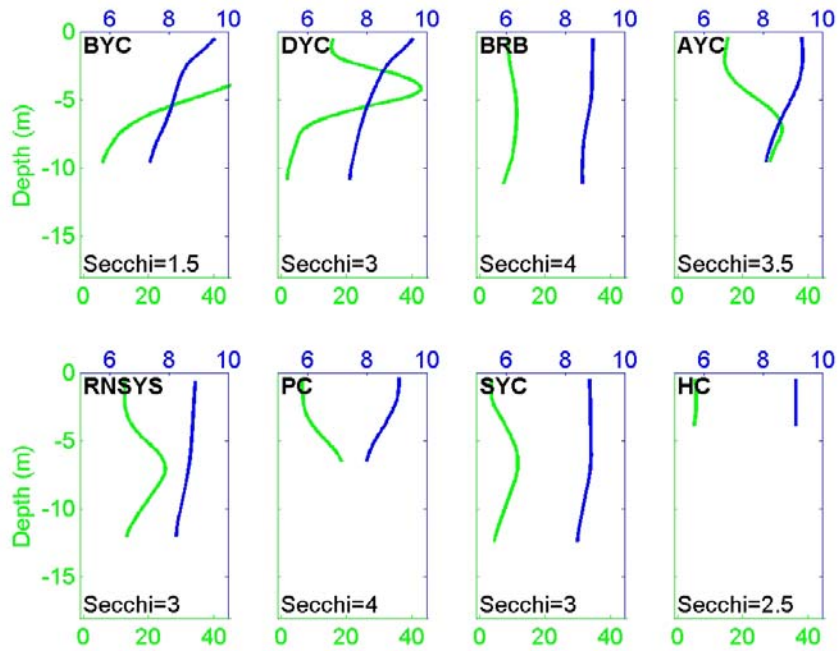 6 8 10 6 8 10 6 8 10 6 8 10
0
BYC DYC BRB AYC
-5
Depth (m)
-10
-15
Secchi=1.5 Secchi=3 Secchi=4 Secchi=3.5
0 20 40 0 20 40 0 20 40 0 20 40
6 8 10 6 8 10 6 8 10 6 8 10
0
RNSYS PC SYC HC
-5
Depth (m)
-10
-15
Secchi=3 Secchi=4 Secchi=3 Secchi=2.5
0 20 40 0 20 40 0 20 40 0 20 40